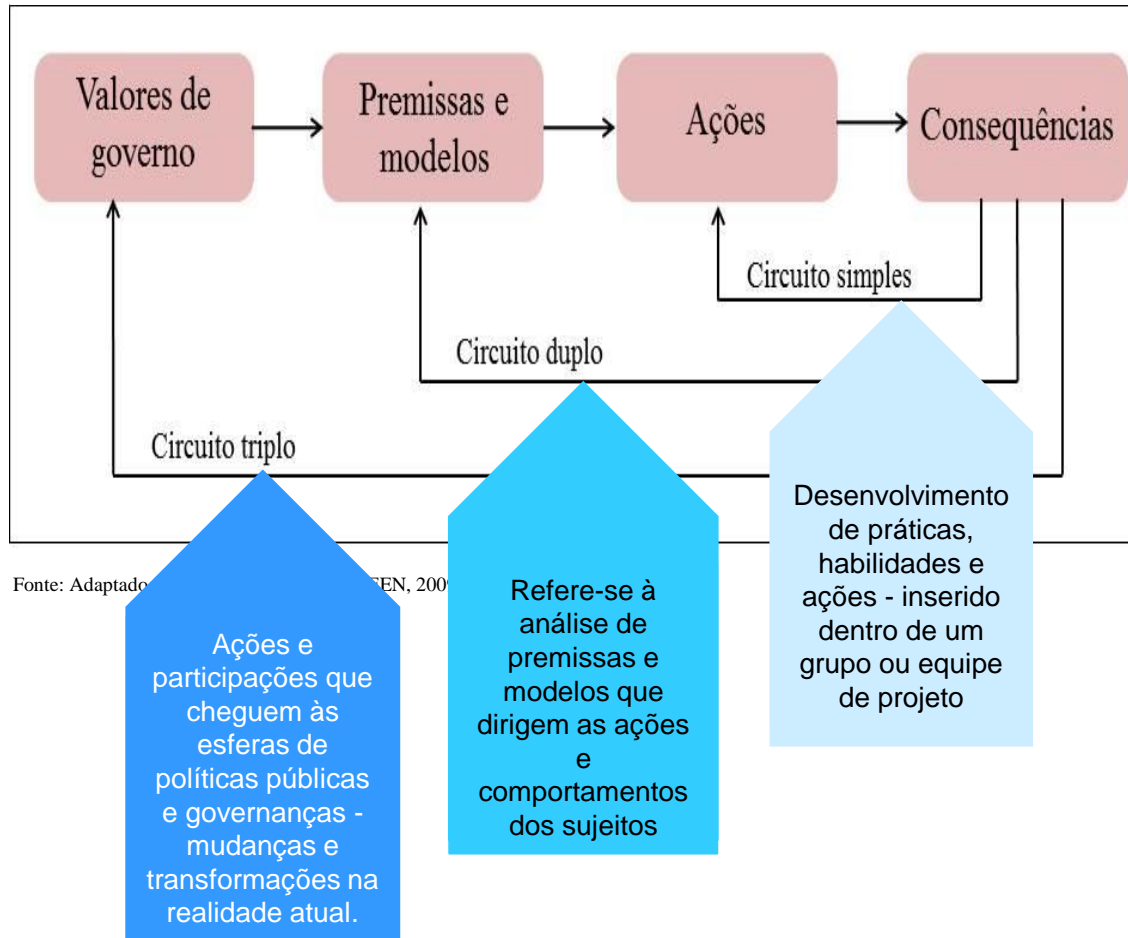 Valores de
governo
Premissas e
modelos
Ações
Consequências
Circuito simples
Circuito duplo
Circuito triplo
Fonte: Adaptado
Ações e
participações que
cheguem às
esferas de
políticas públicas
e governanças -
mudanças e
transformações na
realidade atual.
Refere-se à
análise de
premissas e
modelos que
dirigem as ações
e
comportamentos
dos sujeitos
Desenvolvimento
de práticas,
habilidades e
ações - inserido
dentro de um
grupo ou equipe
de projeto